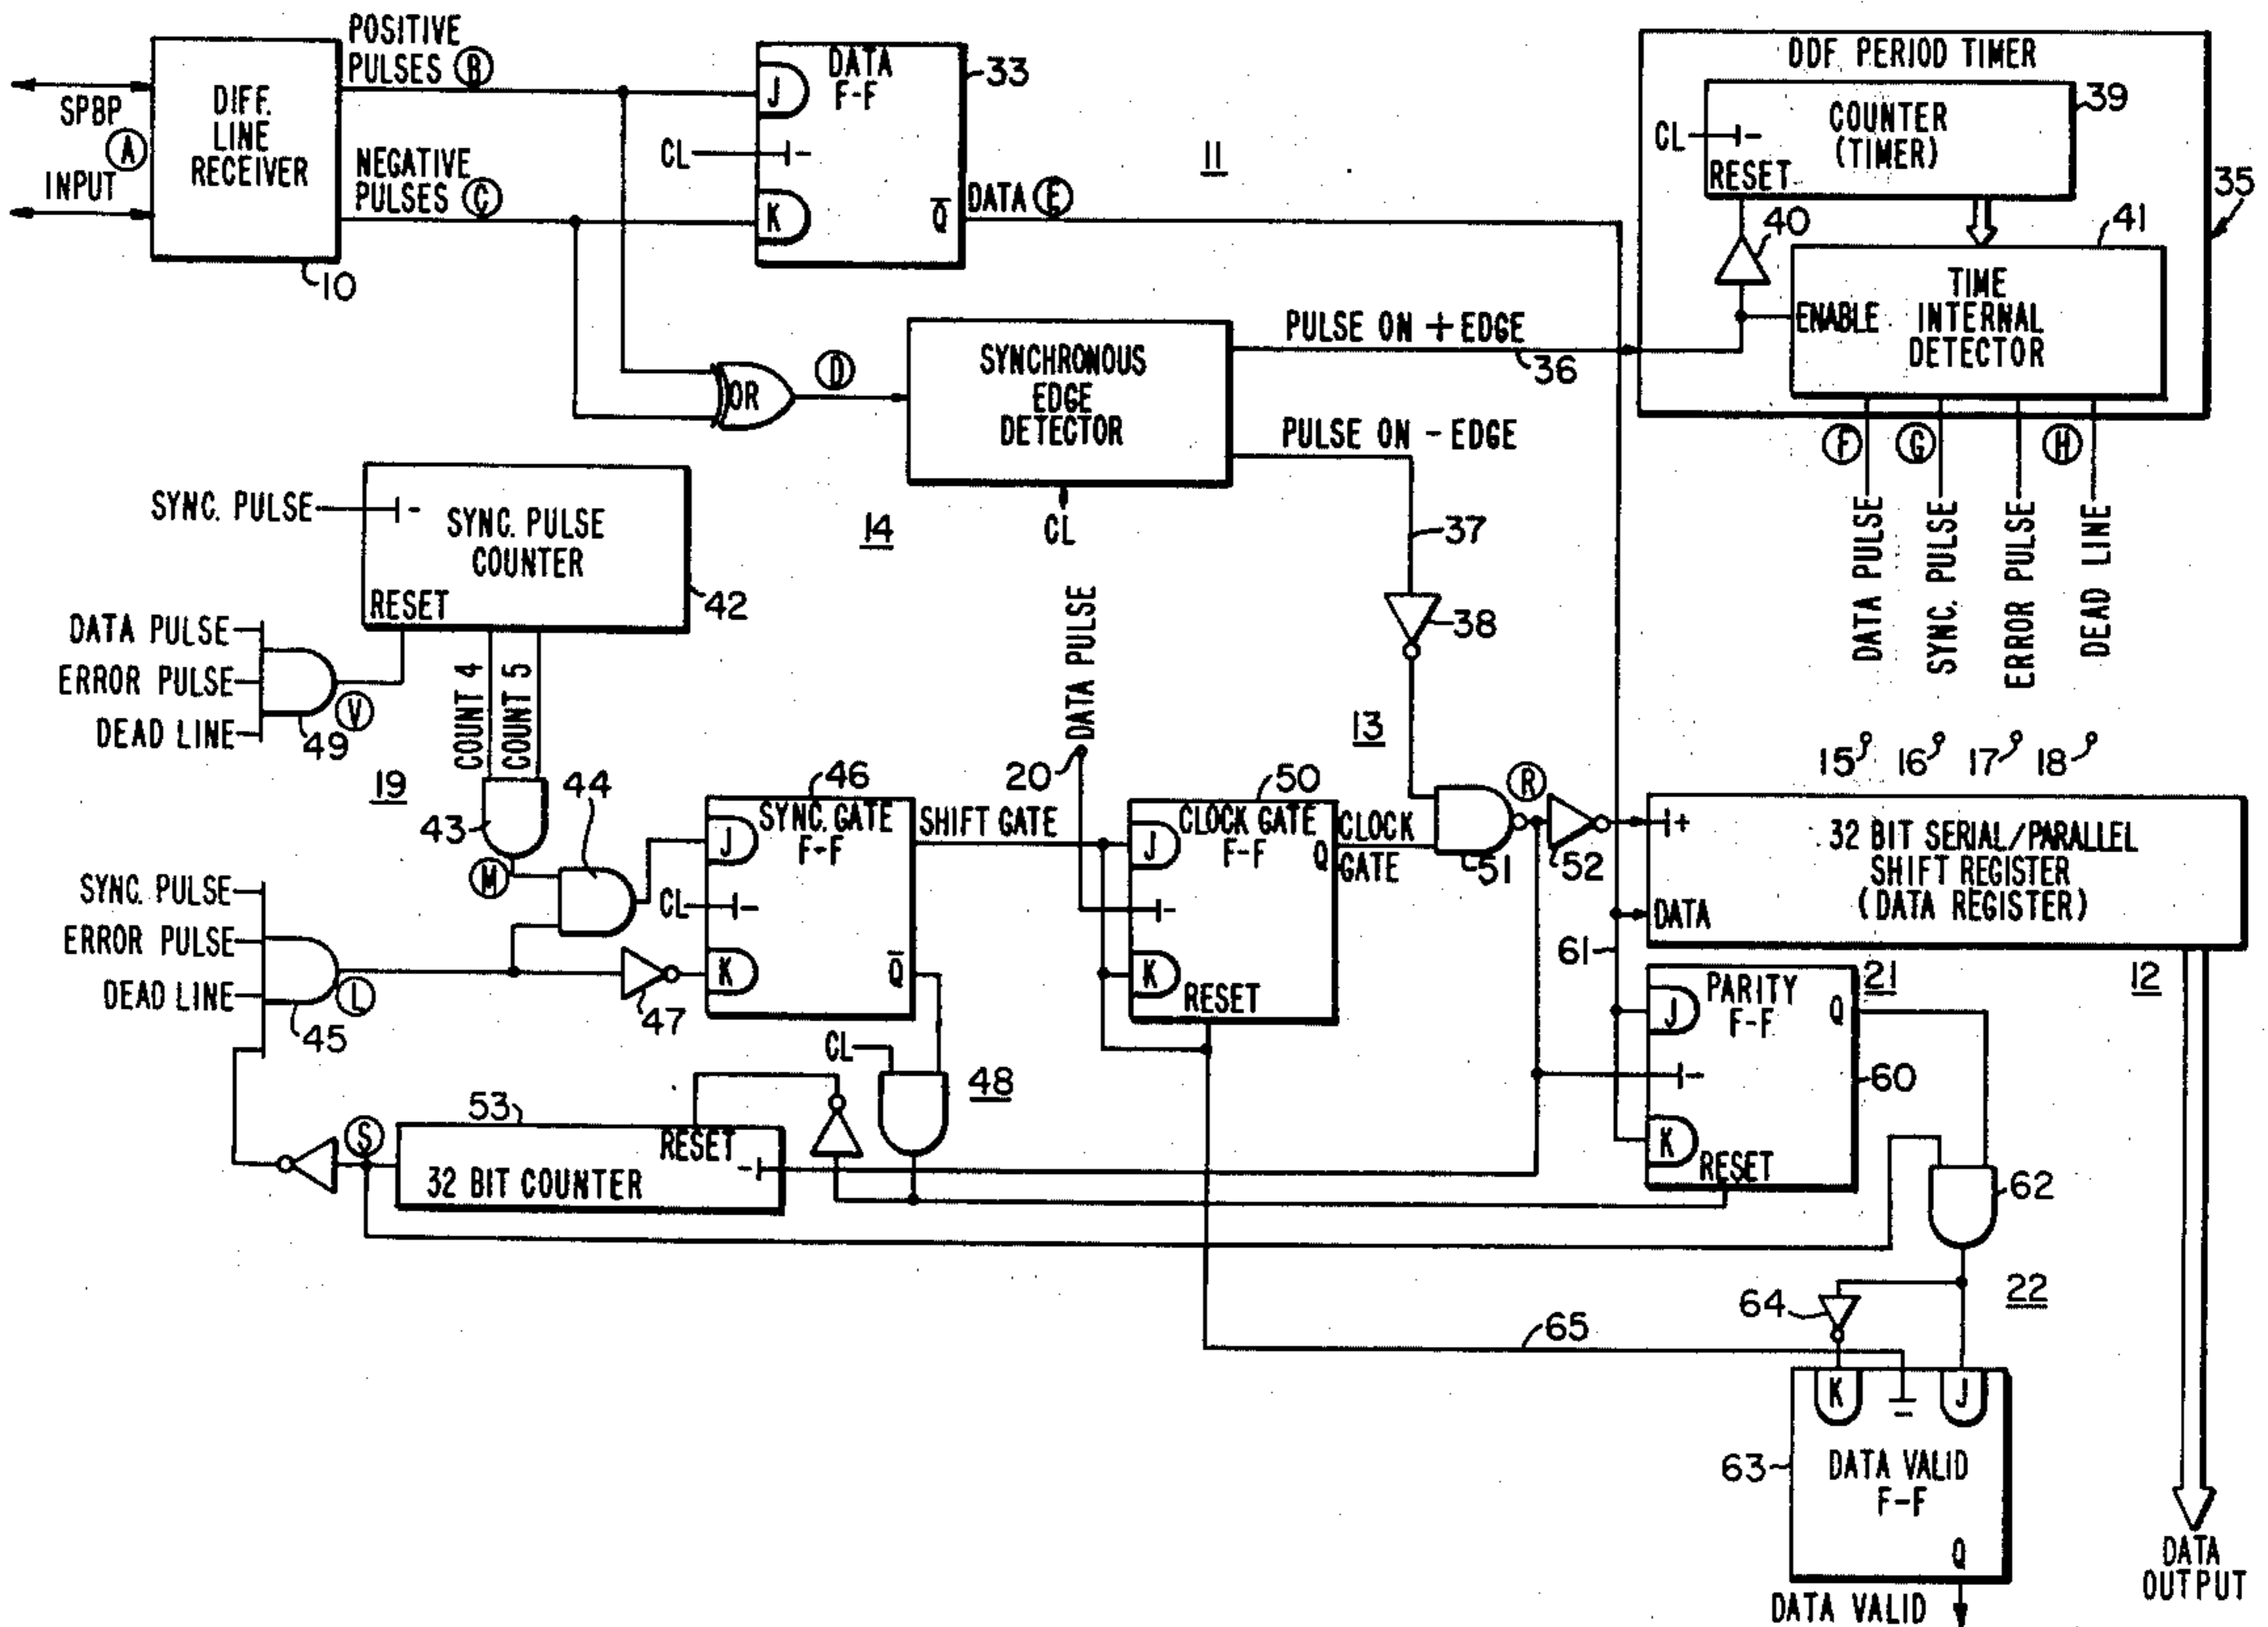 POSITIVE
PULSES B
SPBP
A
INPUT
DIFF.
LINE
RECEIVER
10
NEGATIVE
PULSES C
DATA
F-F
J
CL
-
K
Q
33
11
DATA E
DDF PERIOD TIMER
COUNTER
(TIMER)
39
CL
-
RESET
35
40
41
ENABLE
TIME
INTERNAL
DETECTOR
OR
D
SYNCHRONOUS
EDGE
DETECTOR
CL
PULSE ON + EDGE
36
PULSE ON - EDGE
37
38
14
F
G
H
DATA PULSE
SYNC. PULSE
ERROR PULSE
DEAD LINE
15
16
17
18
SYNC. PULSE
-
SYNC. PULSE
COUNTER
RESET
42
DATA PULSE
ERROR PULSE
DEAD LINE
49
V
COUNT 4
COUNT 5
19
43
M
44
SYNC. PULSE
ERROR PULSE
DEAD LINE
45
L
47
46
SYNC. GATE
F-F
J
CL
-
K
Q
SHIFT GATE
DATA PULSE
20
50
CLOCK GATE
F-F
J
-
K
Q
RESET
CLOCK
GATE
13
51
R
52
+
32 BIT SERIAL/PARALLEL
SHIFT REGISTER
(DATA REGISTER)
DATA
12
61
PARITY
F-F
21
J
Q
-
K
RESET
60
CL
48
53
S
RESET
-
32 BIT COUNTER
62
22
64
65
K
-
J
63
DATA VALID
F-F
Q
DATA VALID
DATA
OUTPUT